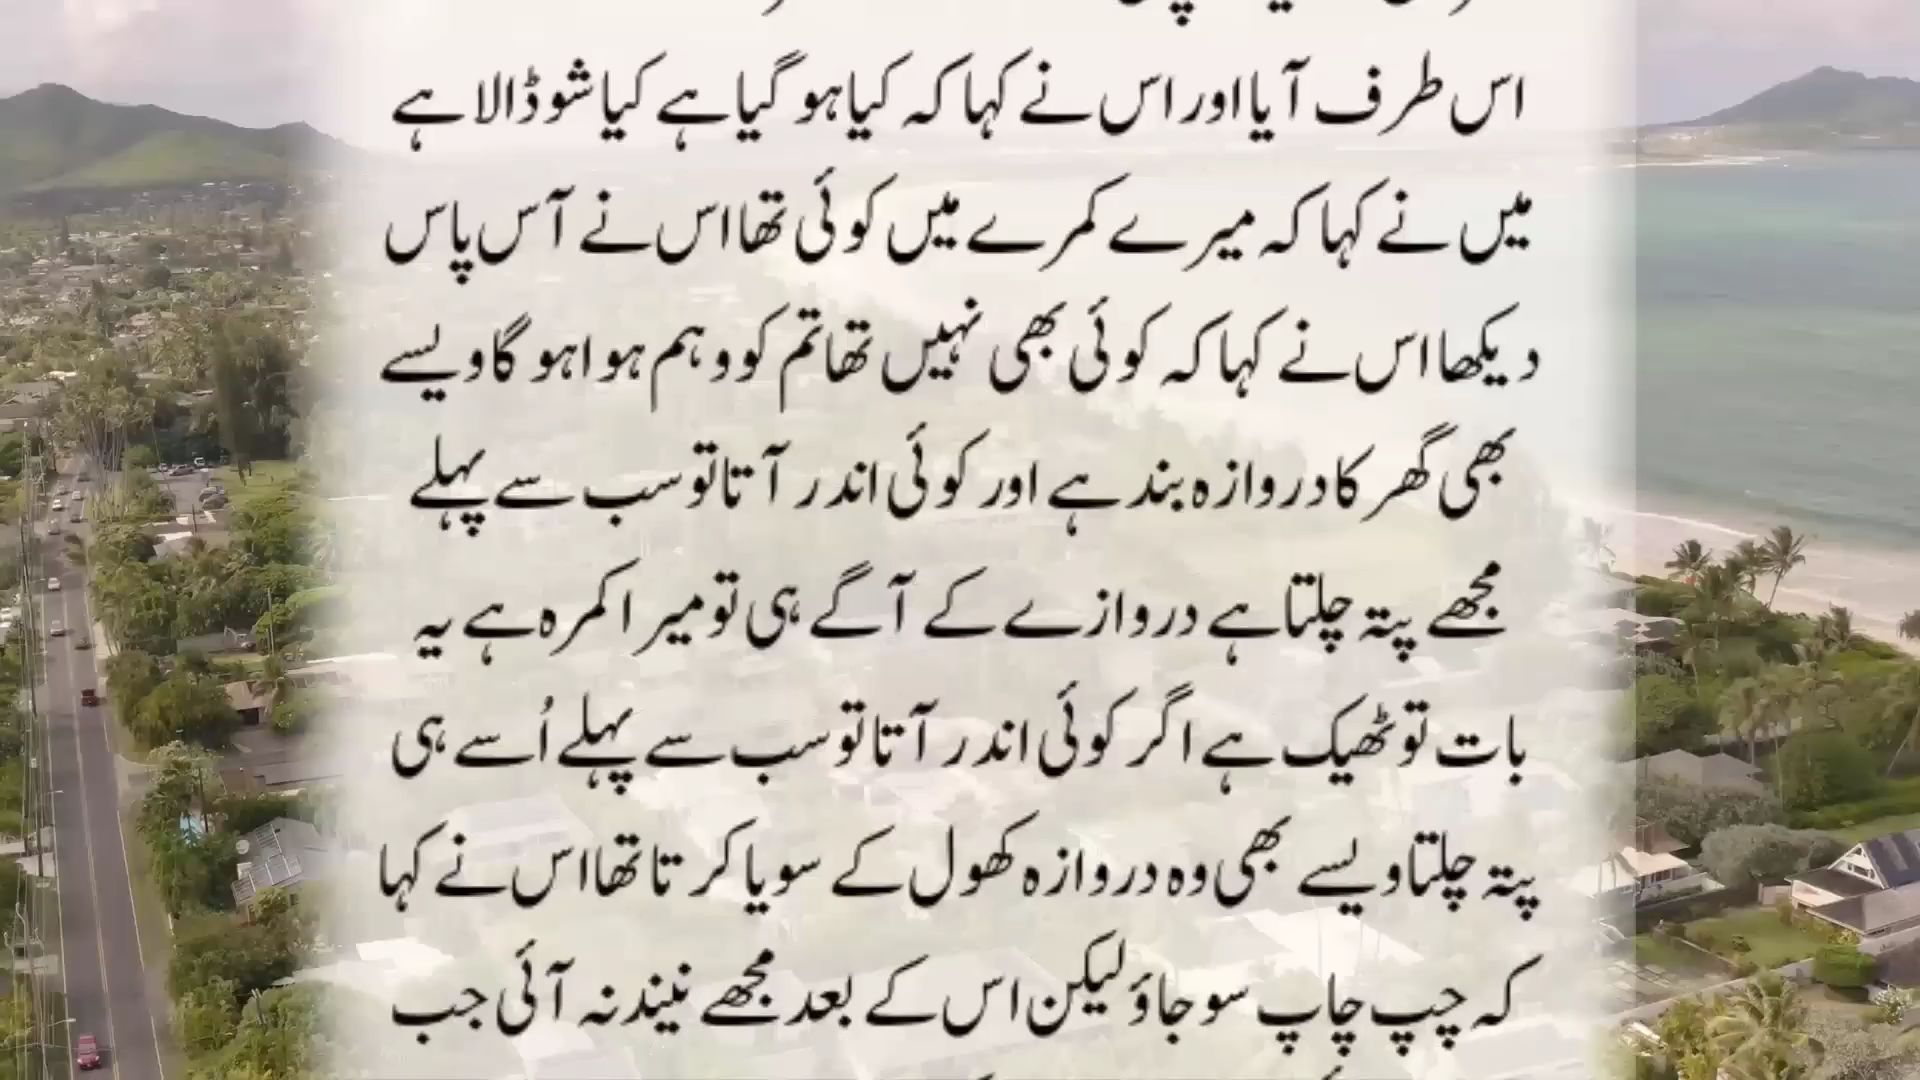 اس طرف آیا اور اس نے کہا کہ کیا ہو گیا ہے کیا شو ڈالا ہے
میں نے کہا کہ میرے کمرے میں کوئی تھا اس نے آس پاس
دیکھا اس نے کہا کہ کوئی بھی نہیں تھا تم کو وہم ہوا ہو گا ویسے
بھی گھر کا دروازہ بند ہے اور کوئی اندر آتا تو سب سے پہلے
مجھے پتہ چلتا ہے دروازے کے آگے ہی تو میرا کمرہ ہے یہ
بات تو ٹھیک ہے اگر کوئی اندر آتا تو سب سے پہلے اُسے ہی
پتہ چلتا ویسے بھی وہ دروازہ کھول کے سویا کرتا تھا اس نے کہا
کہ چپ چاپ سو جاؤ لیکن اس کے بعد مجھے نیند نہ آئی جب